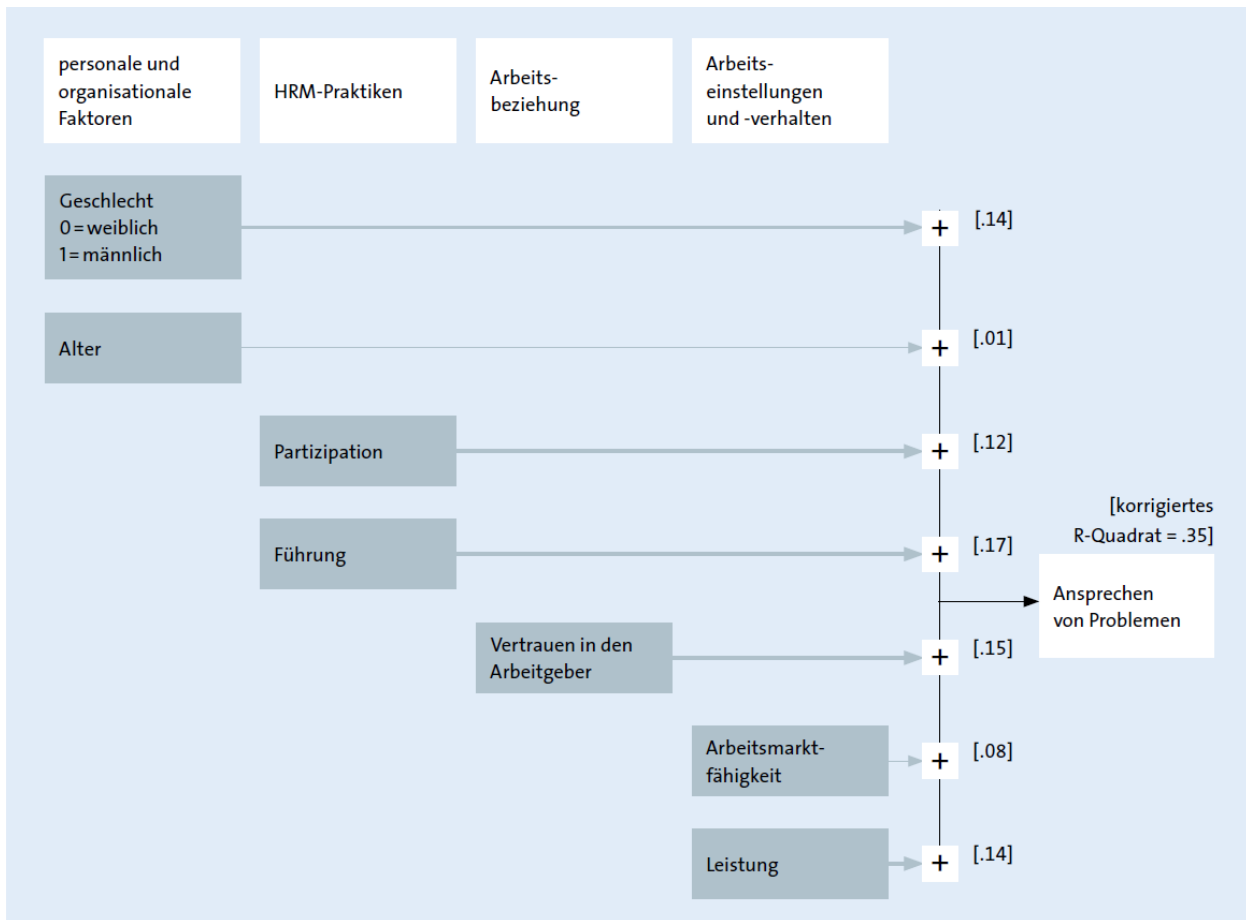 personale und
organisationale
Faktoren
HRM-Praktiken
Arbeits-
beziehung
Arbeits-
einstellungen
und -verhalten
Geschlecht
0 = weiblich
1 = männlich
+
[.14]
Alter
+
[.01]
Partizipation
+
[.12]
Führung
+
[.17]
[korrigiertes
R-Quadrat = .35]
Ansprechen
von Problemen
Vertrauen in den
Arbeitgeber
+
[.15]
Arbeitsmarkt-
fähigkeit
+
[.08]
Leistung
+
[.14]